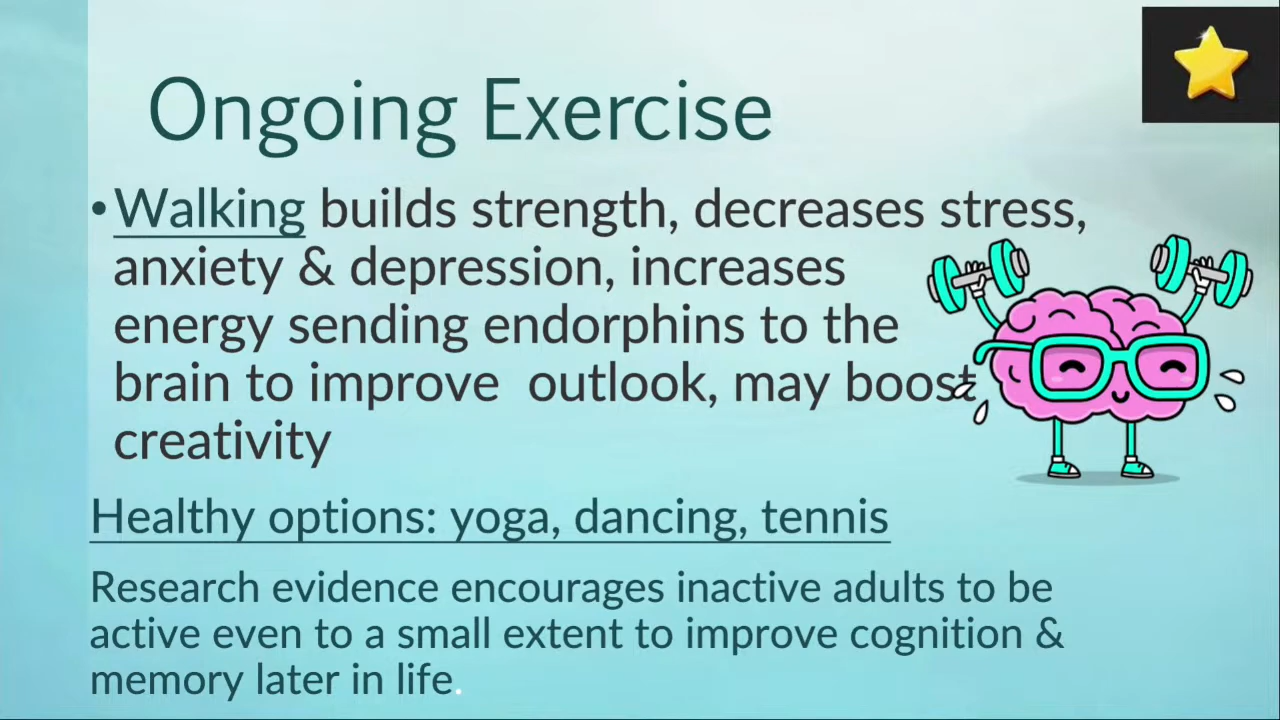 Ongoing Exercise
•Walking builds strength, decreases stress,
anxiety & depression, increases
energy sending endorphins to the
brain to improve  outlook, may boost
creativity
Healthy options: yoga, dancing, tennis
Research evidence encourages inactive adults to be
active even to a small extent to improve cognition &
memory later in life.